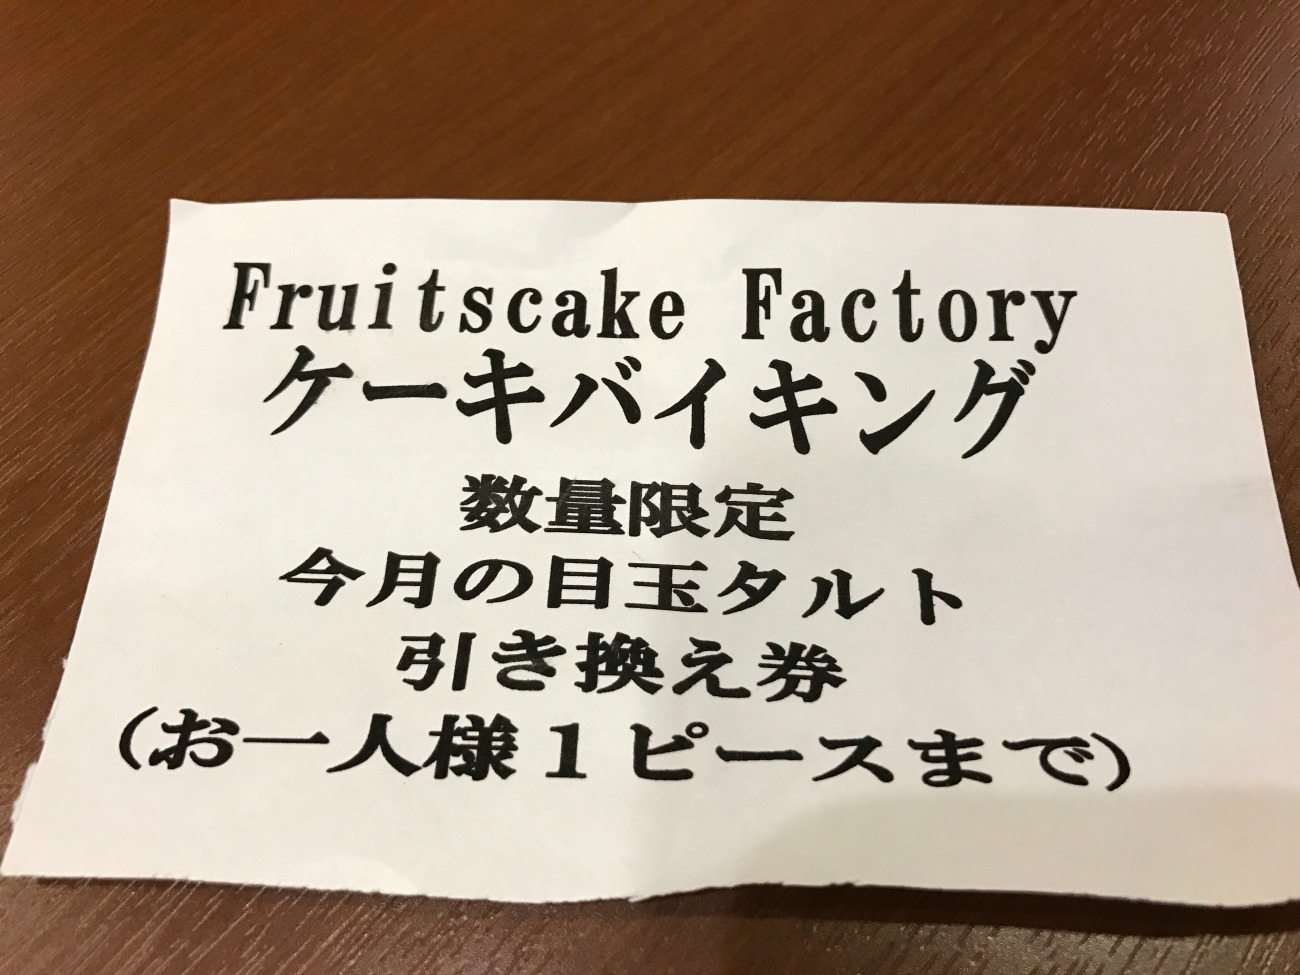 Fruitscake Factory
ケーキバイキング
数量限定
今月の目玉タルト
引き換え券
(お一人様１ピースまで)